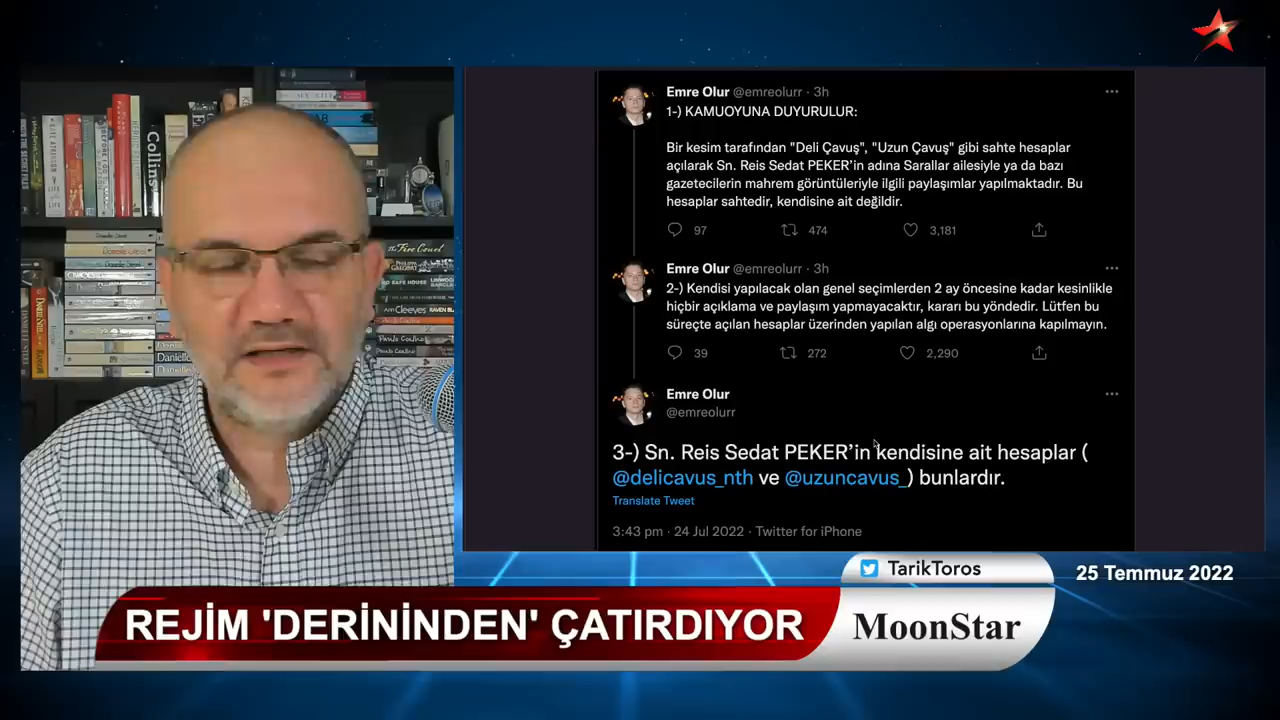 Emre Olur @emreolurr · 3h
1-) KAMUOYUNA DUYURULUR:
Bir kesim tarafından "Deli Çavuş", "Uzun Çavuş" gibi sahte hesaplar
açılarak Sn. Reis Sedat PEKER'in adına Sarallar ailesiyle ya da bazı
gazetecilerin mahrem görüntüleriyle ilgili paylaşımlar yapılmaktadır. Bu
hesaplar sahtedir, kendisine ait değildir.
97 474 3,181
Emre Olur @emreolurr · 3h
2-) Kendisi yapılacak olan genel seçimlerden 2 ay öncesine kadar kesinlikle
hiçbir açıklama ve paylaşım yapmayacaktır, kararı bu yöndedir. Lütfen bu
süreçte açılan hesaplar üzerinden yapılan algı operasyonlarına kapılmayın.
39 272 2,290
Emre Olur
@emreolurr
3-) Sn. Reis Sedat PEKER'in kendisine ait hesaplar (
@delicavus_nth ve @uzuncavus_) bunlardır.
Translate Tweet
3:43 pm · 24 Jul 2022 · Twitter for iPhone
TarikToros
25 Temmuz 2022
REJİM 'DERİNİNDEN' ÇATIRDIYOR
MoonStar
Collins
The Fire Court